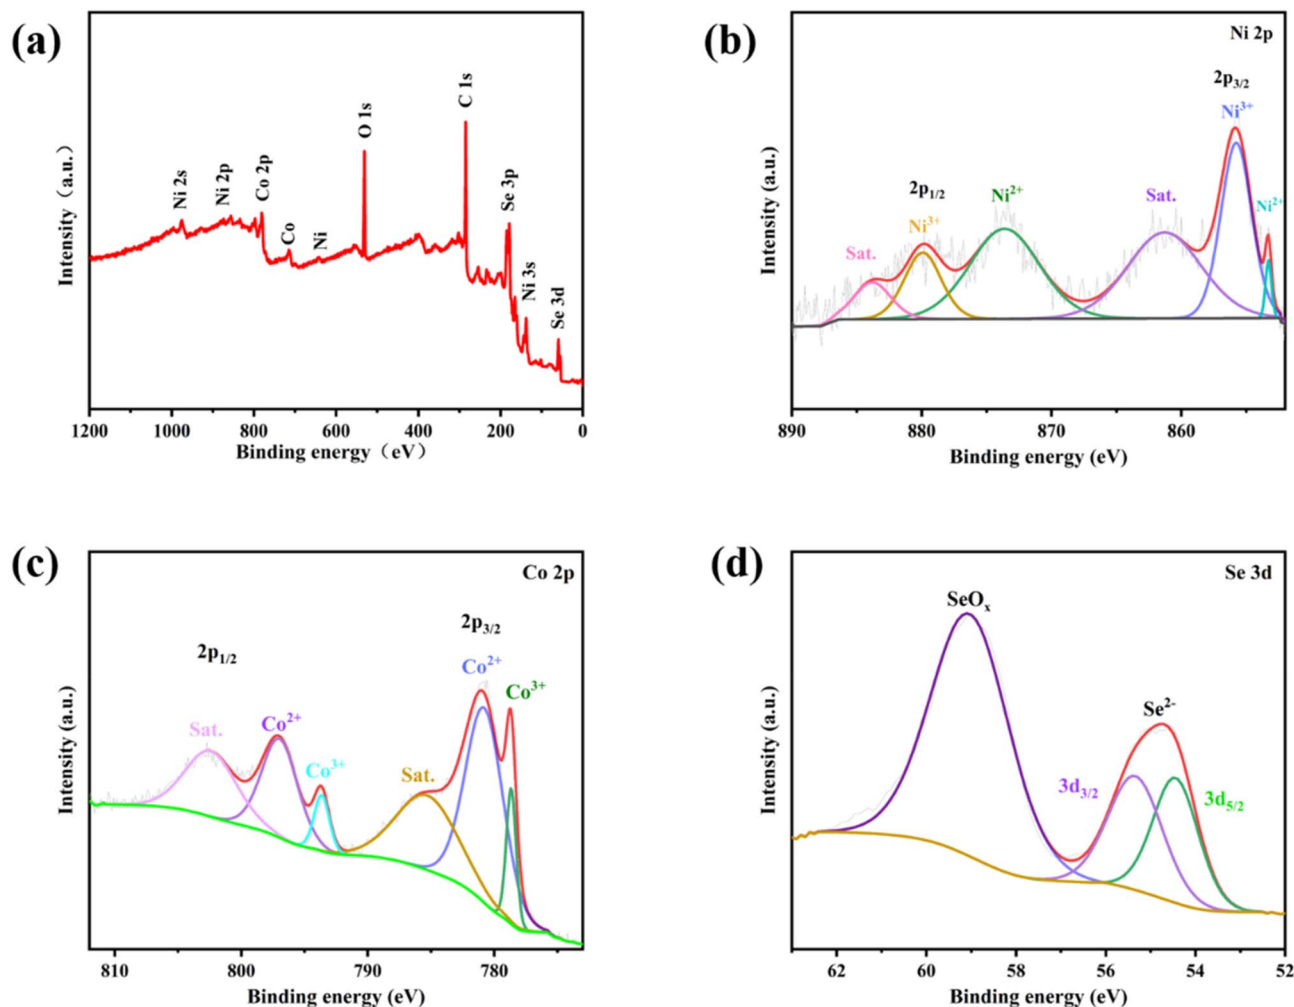 (a)
Ni 2s
Ni 2p
Co 2p
Co
Ni
O 1s
C 1s
Se 3p
Ni 3s
Se 3d
Intensity（a.u.）
1200 1000 800 600 400 200 0
Binding energy（eV）
(b)
Ni 2p
2p3/2
Ni3+
2p1/2
Ni2+
Sat.
Ni3+
Ni2+
Sat.
Intensity (a.u.)
890 880 870 860
Binding energy (eV)
(c)
Co 2p
2p3/2
2p1/2
Co2+
Co3+
Sat.
Co2+
Co3+
Sat.
Intensity (a.u.)
810 800 790 780
Binding energy (eV)
(d)
Se 3d
SeOx
Se2-
3d3/2
3d5/2
Intensity (a.u.)
62 60 58 56 54 52
Binding energy (eV)